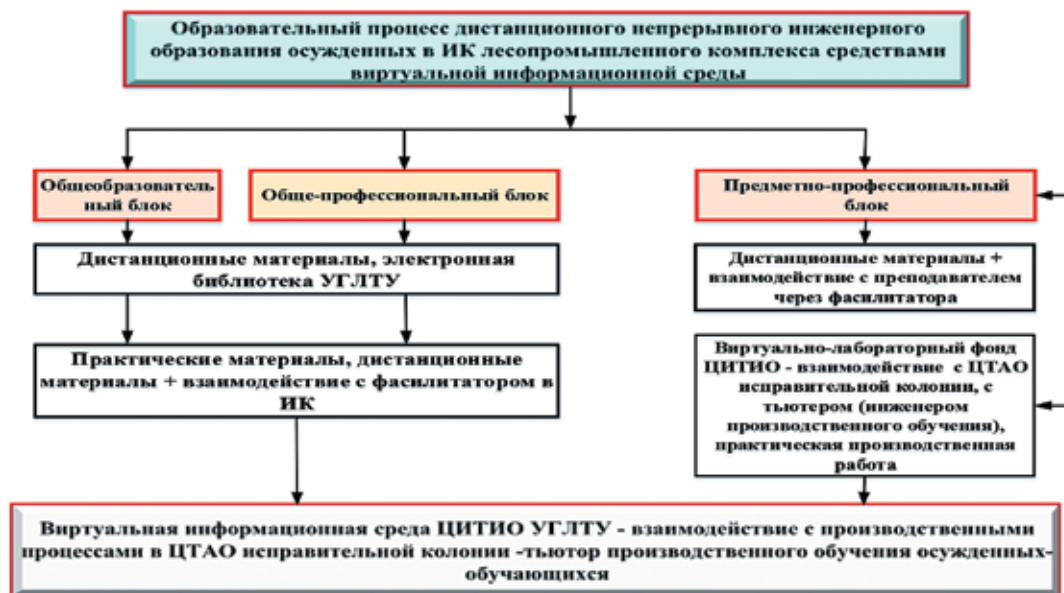 Образовательный процесс дистанционного непрерывного инженерного
образования осужденных в ИК лесопромышленного комплекса средствами
виртуальной информационной среды
Общеобразователь
ный блок
Обще-профессиональный блок
Предметно-профессиональный
блок
Дистанционные материалы, электронная
библиотека УГЛТУ
Дистанционные материалы +
взаимодействие с преподавателем
через фасилитатора
Практические материалы, дистанционные
материалы + взаимодействие с фасилитатором в
ИК
Виртуально-лабораторный фонд
ЦИТИО - взаимодействие с ЦТАО
исправительной колонии, с
тьютером (инженером
производственного обучения),
практическая производственная
работа
Виртуальная информационная среда ЦИТИО УГЛТУ - взаимодействие с производственными
процессами в ЦТАО исправительной колонии -тьютор производственного обучения осужденных-
обучающихся